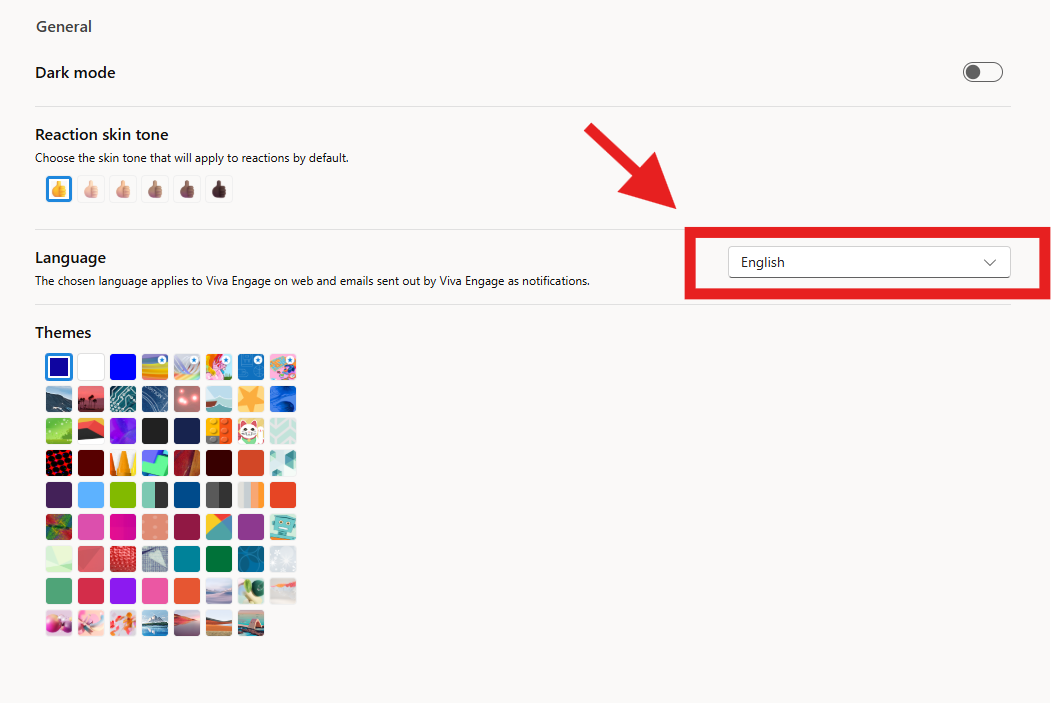 General
Dark mode
Reaction skin tone
Choose the skin tone that will apply to reactions by default.
Language
The chosen language applies to Viva Engage on web and emails sent out by Viva Engage as notifications.
English
Themes